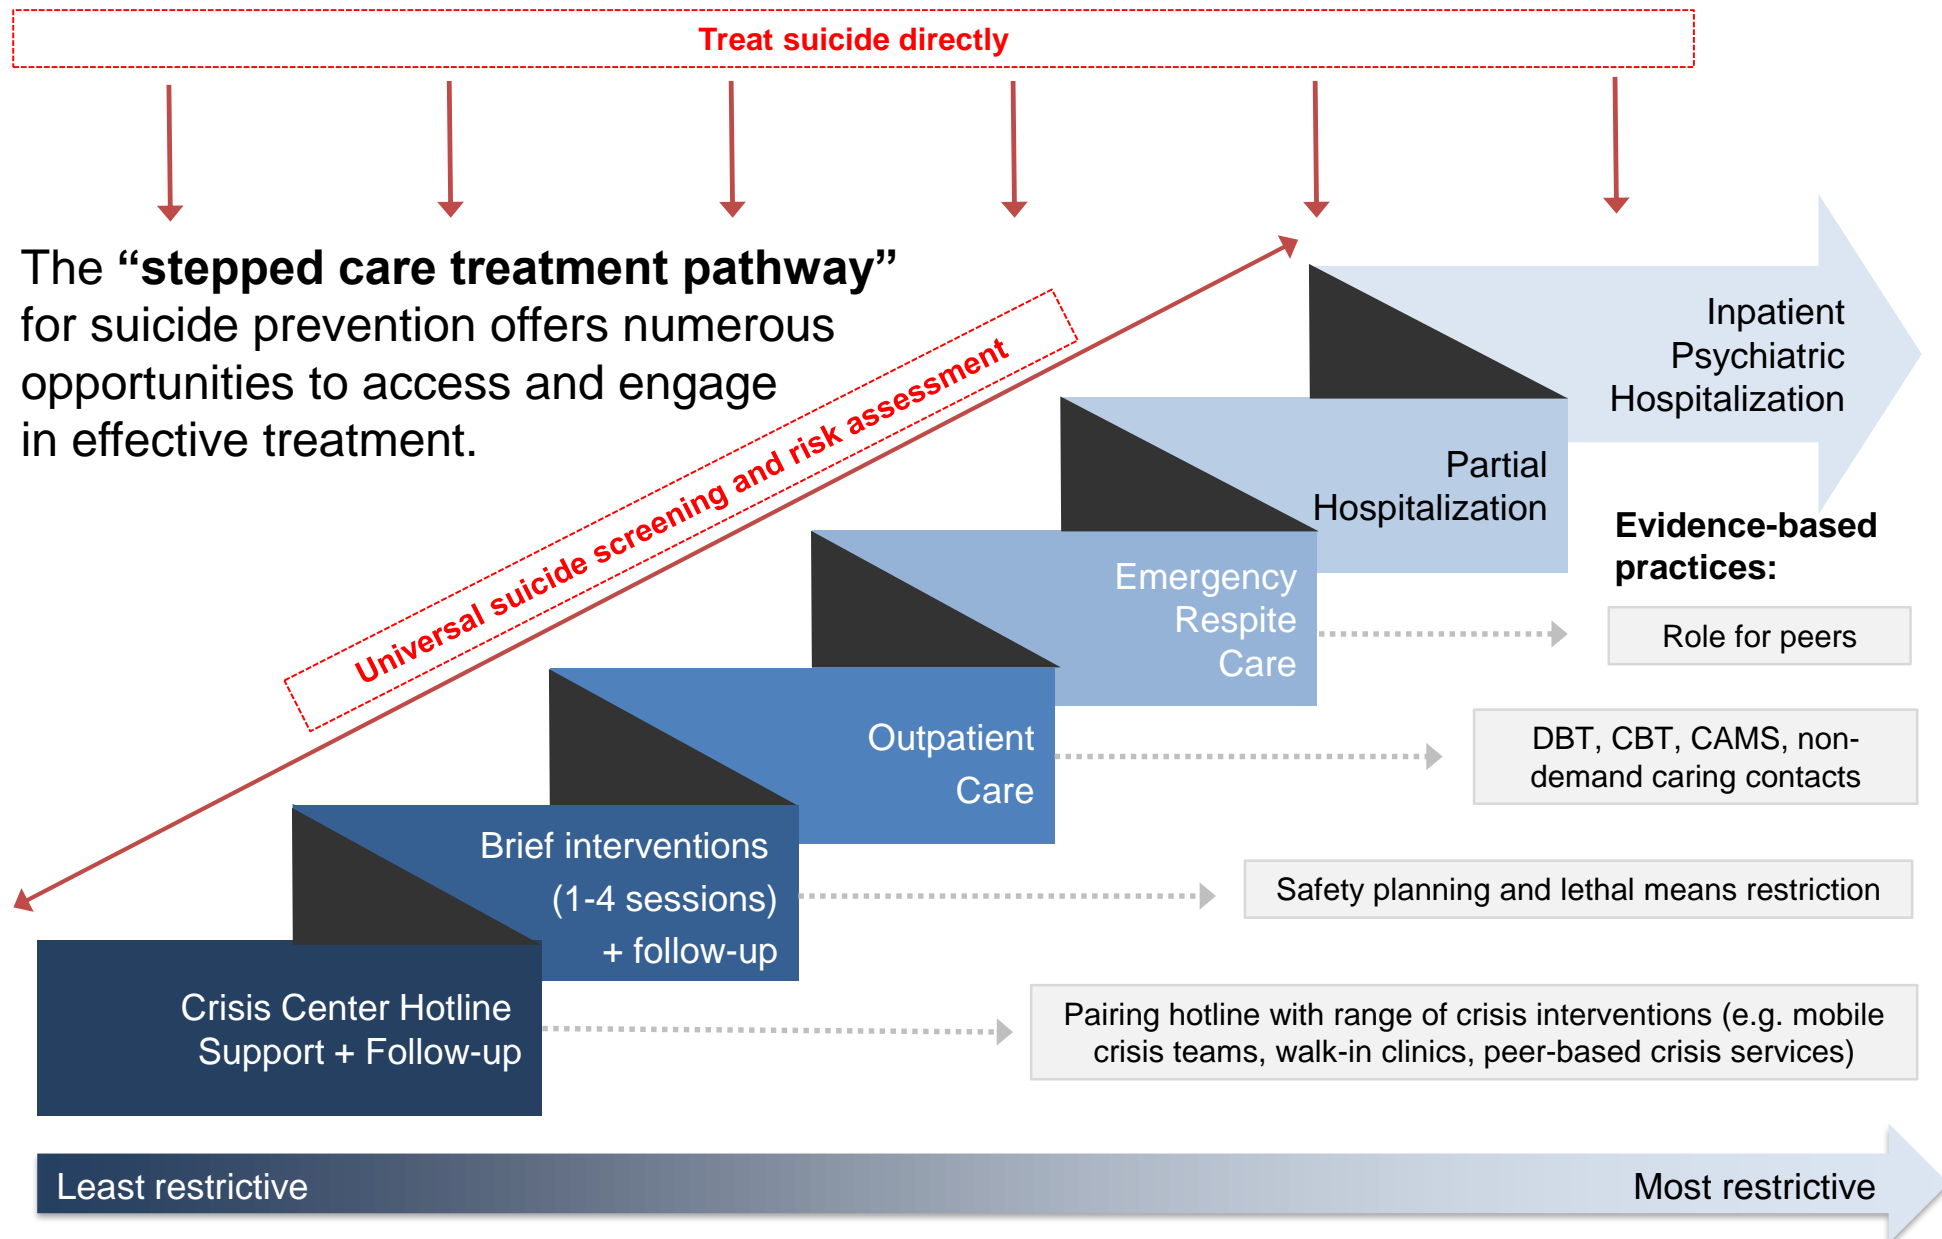 Treat suicide directly
The “stepped care treatment pathway”
for suicide prevention offers numerous
opportunities to access and engage
in effective treatment.
Universal suicide screening and risk assessment
Inpatient
Psychiatric
Hospitalization
Partial
Hospitalization
Emergency
Respite
Care
Outpatient
Care
Brief interventions
(1-4 sessions)
+ follow-up
Crisis Center Hotline
Support + Follow-up
Evidence-based
practices:
Role for peers
DBT, CBT, CAMS, non-
demand caring contacts
Safety planning and lethal means restriction
Pairing hotline with range of crisis interventions (e.g. mobile
crisis teams, walk-in clinics, peer-based crisis services)
Least restrictive
Most restrictive